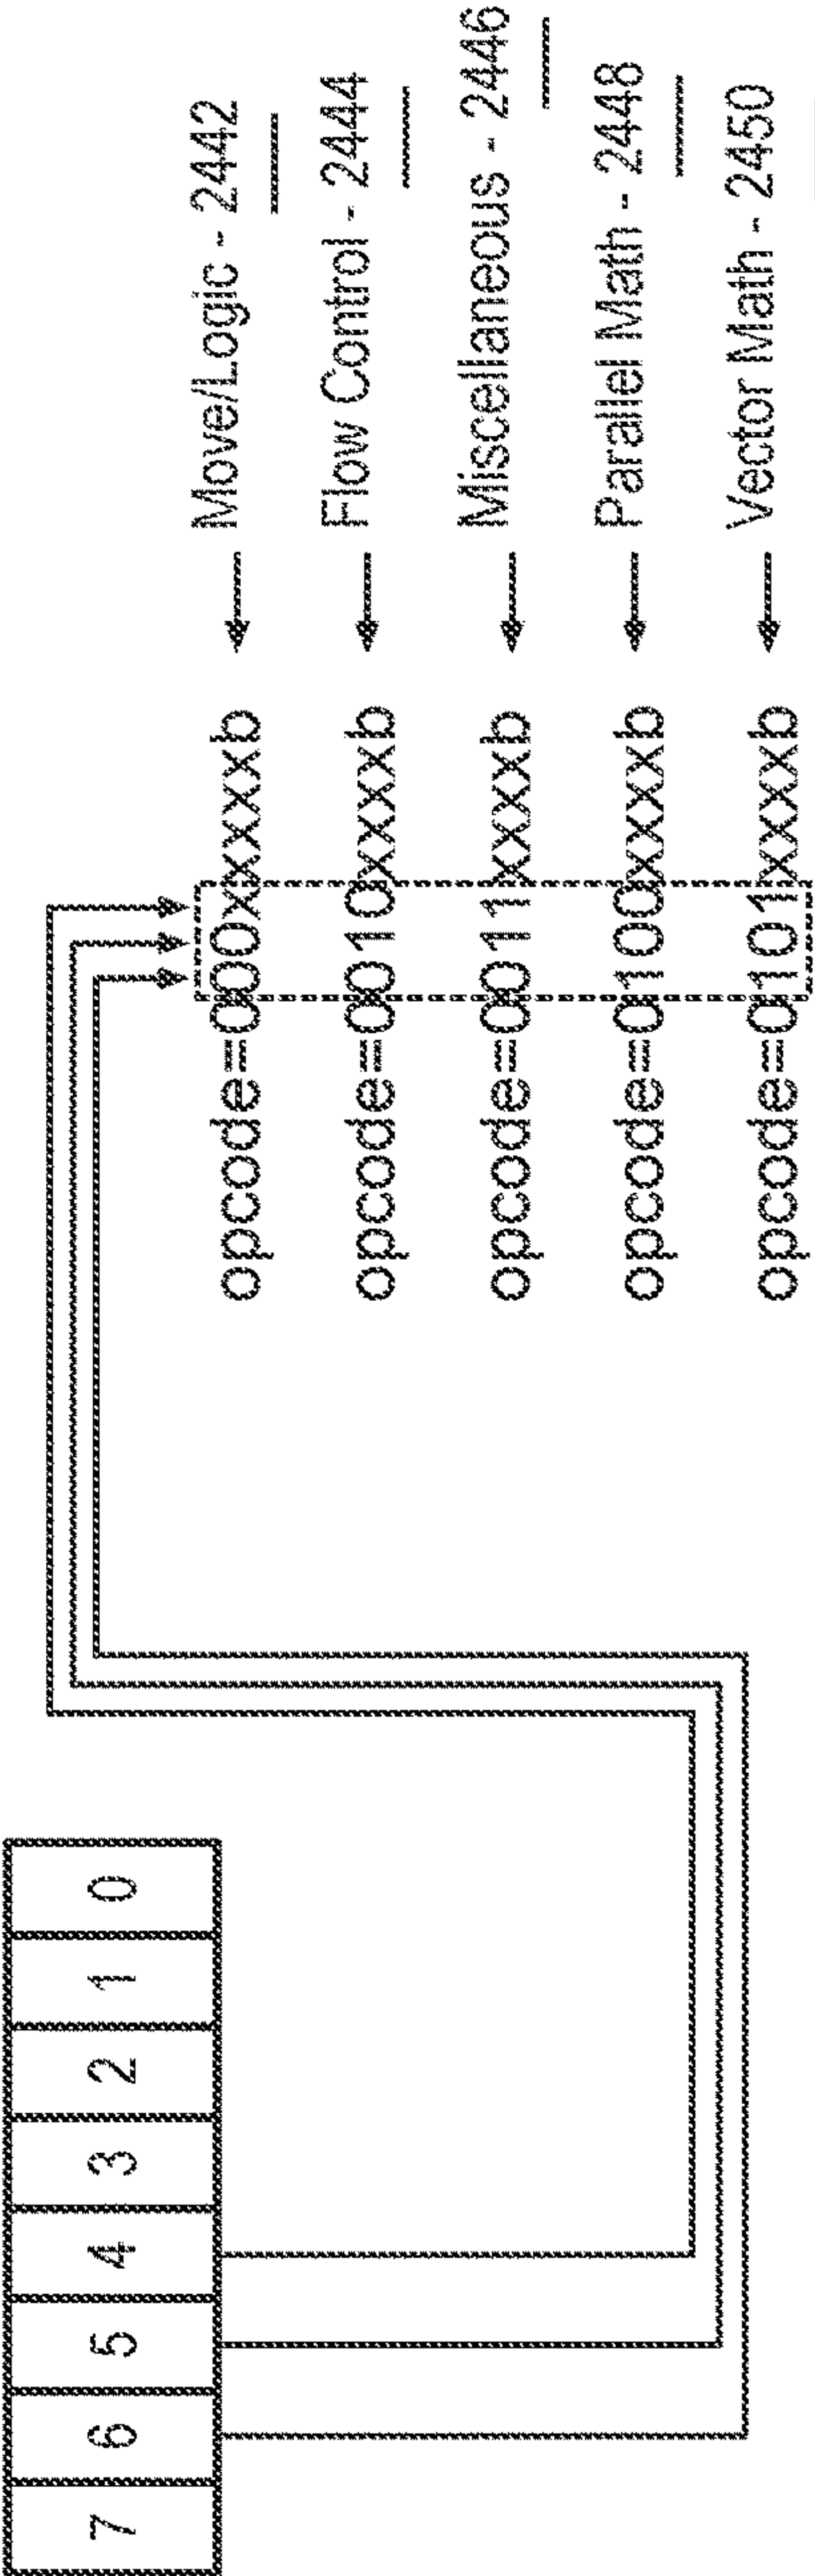 7 6 5 4 3 2 1 0
opcode=000xxxxxb ← Move/Logic - 2442
opcode=0010xxxxb ← Flow Control - 2444
opcode=0011xxxxb ← Miscellaneous - 2446
opcode=0100xxxxb ← Parallel Math - 2448
opcode=0101xxxxb ← Vector Math - 2450